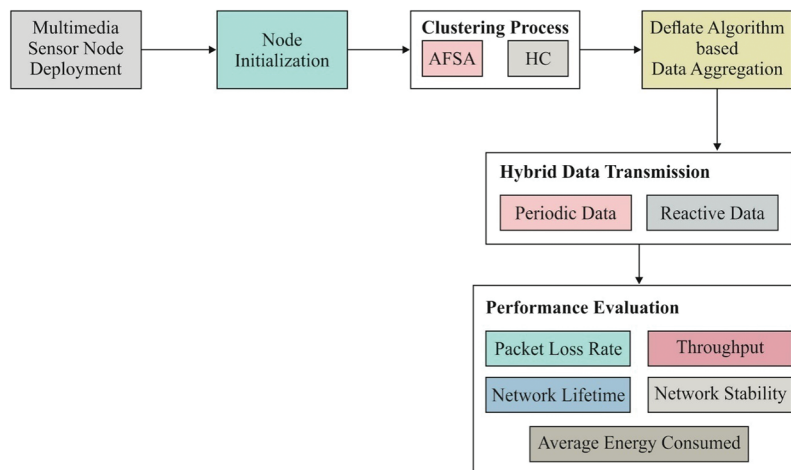 Multimedia
Sensor Node
Deployment
Node
Initialization
Clustering Process
AFSA
HC
Deflate Algorithm
based
Data Aggregation
Hybrid Data Transmission
Periodic Data
Reactive Data
Performance Evaluation
Packet Loss Rate
Throughput
Network Lifetime
Network Stability
Average Energy Consumed